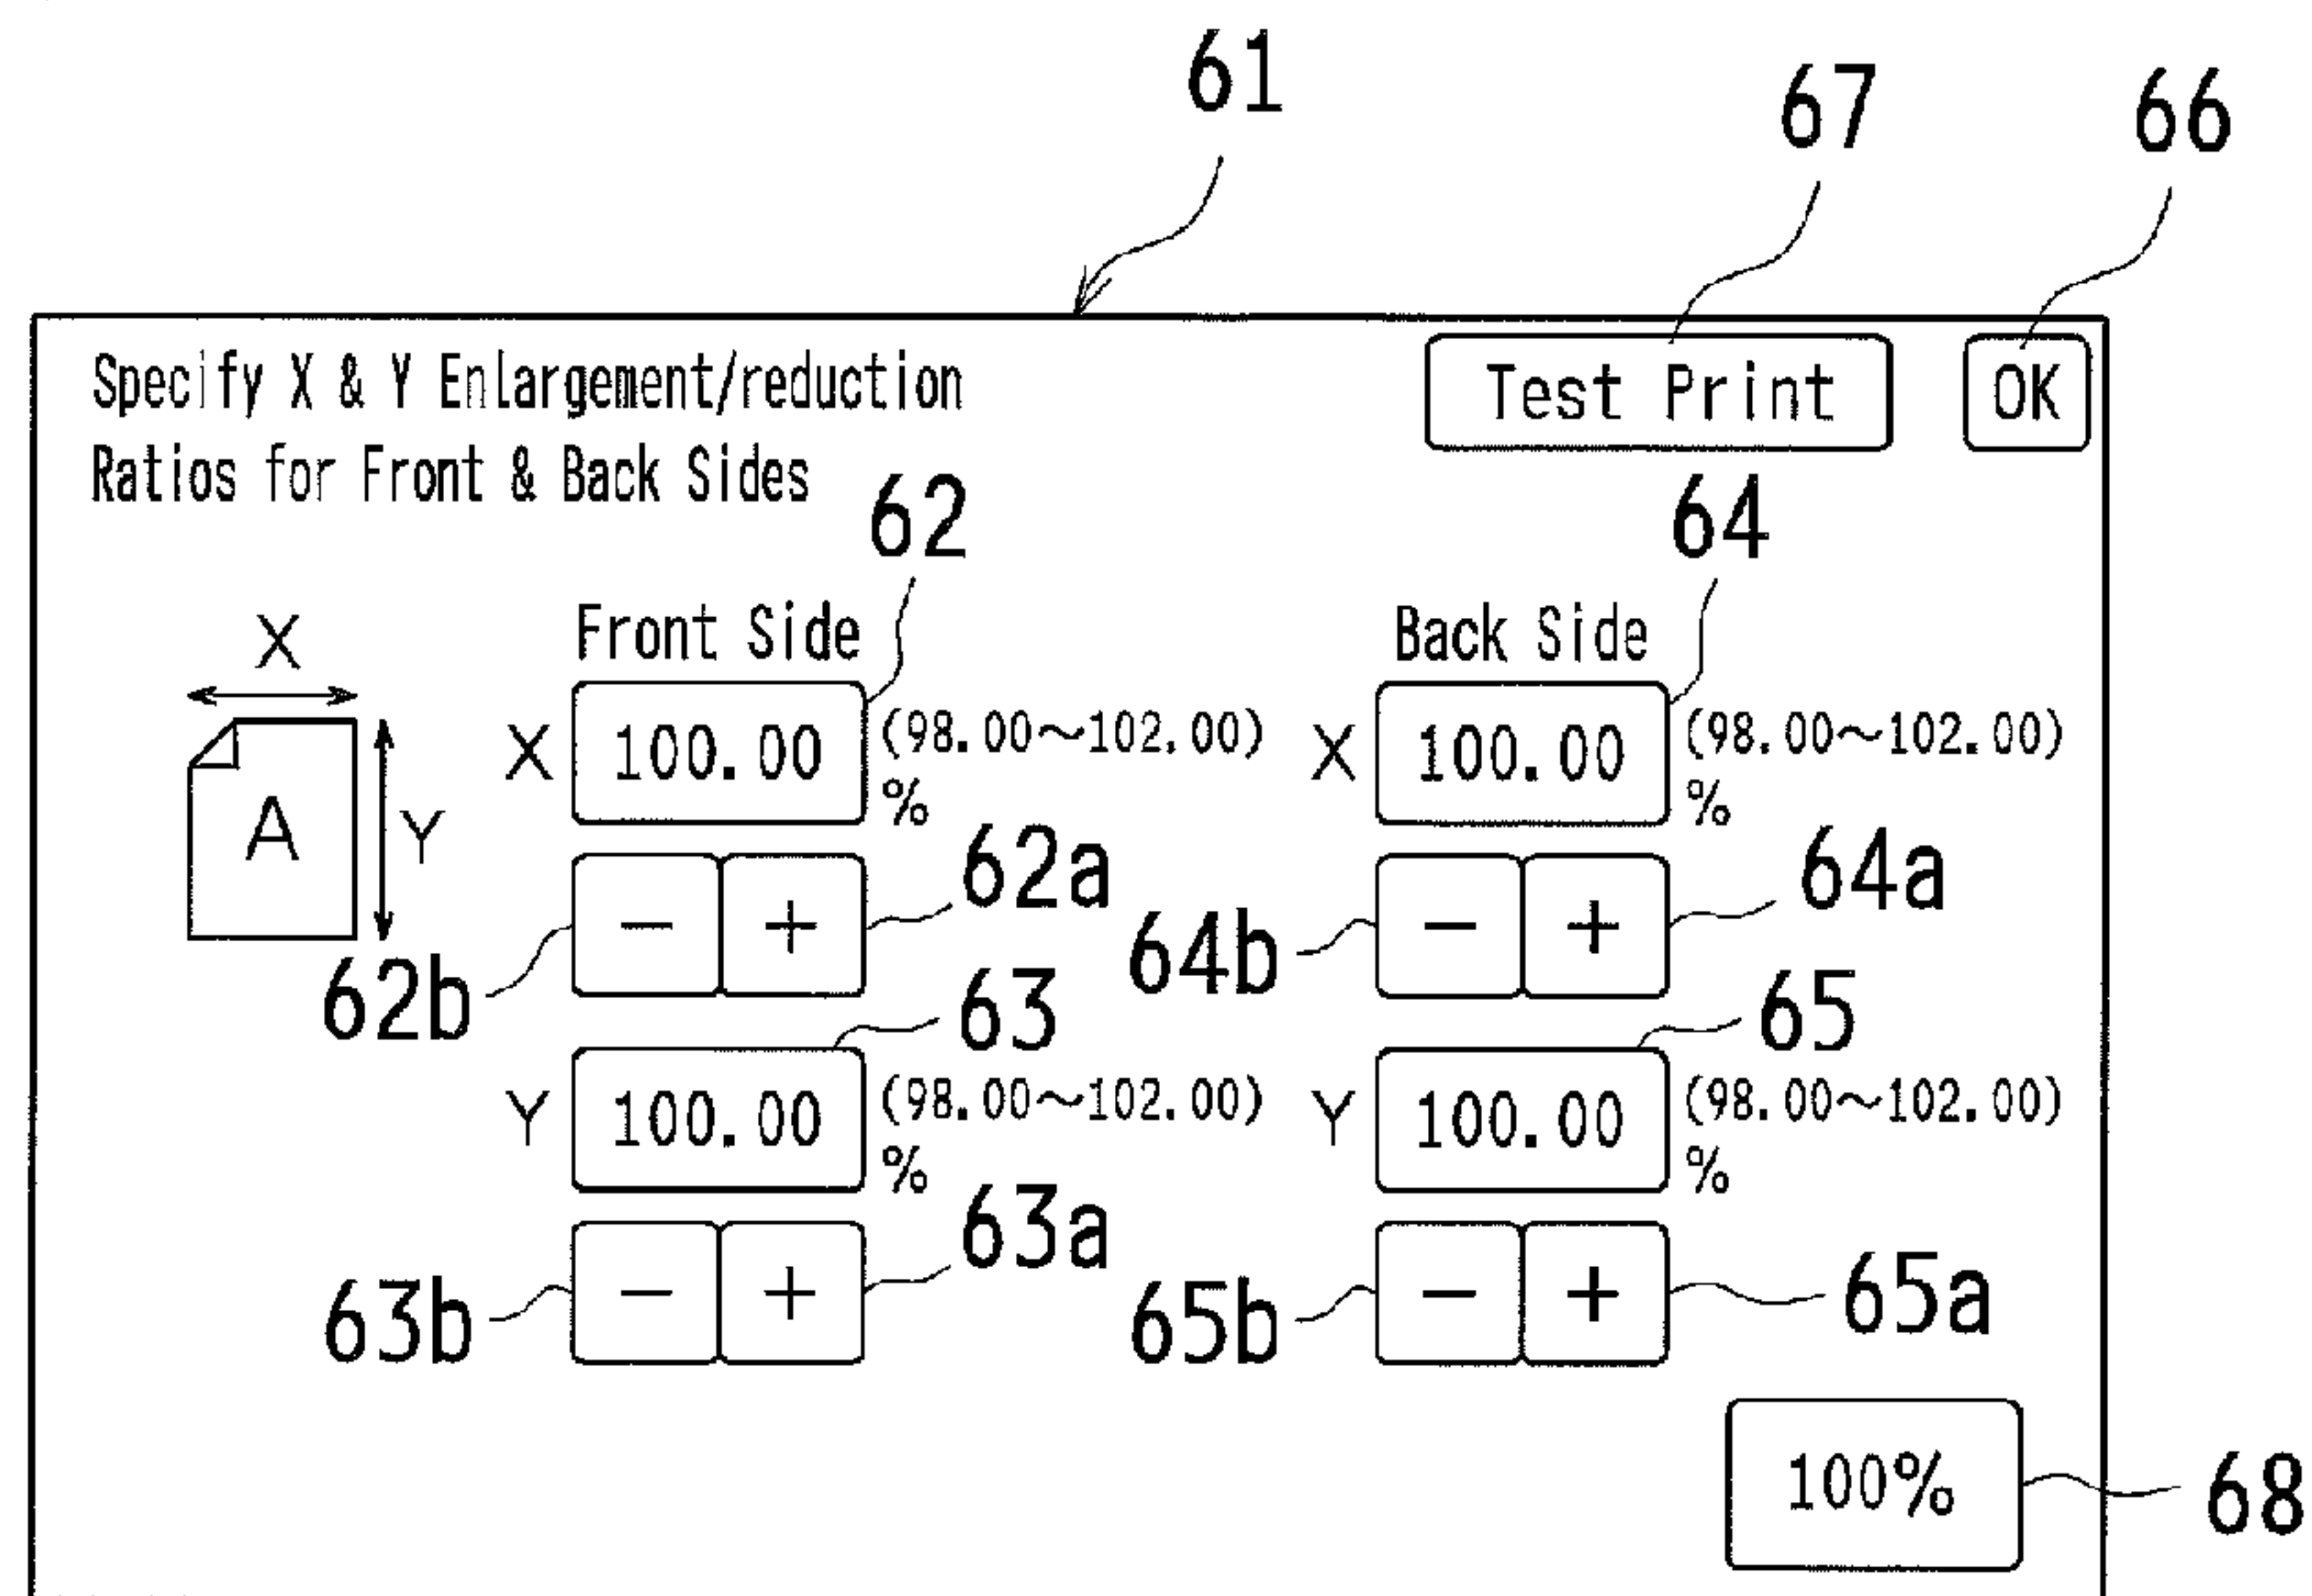 61
67
66
Specify X & Y Enlargement/reduction
Ratios for Front & Back Sides
Test Print
OK
62
64
X
Y
A
Front Side
Back Side
X 100.00 (98.00~102.00)
%
X 100.00 (98.00~102.00)
%
− +
62a
62b
− +
64a
64b
63
65
Y 100.00 (98.00~102.00)
%
Y 100.00 (98.00~102.00)
%
− +
63a
63b
− +
65a
65b
100%
68